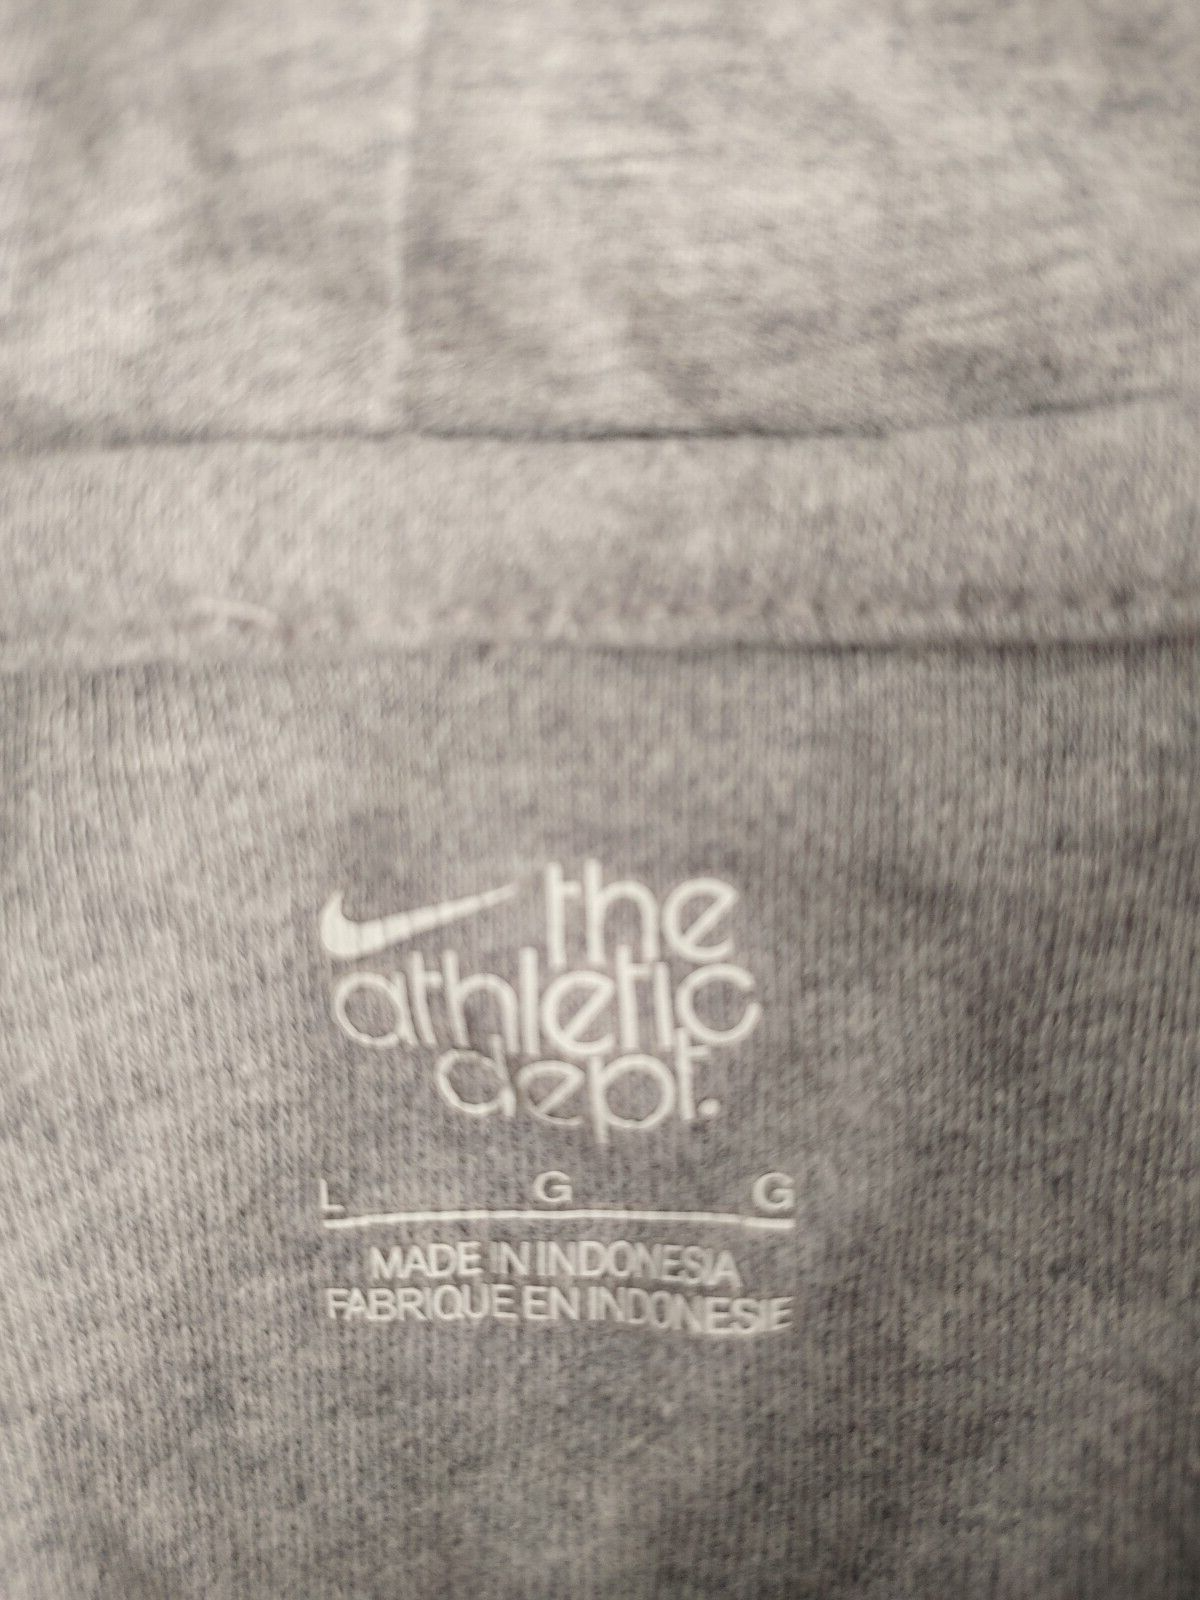 the
athletic
dept.
L G G
MADE IN INDONESIA
FABRIQUE EN INDONESIE